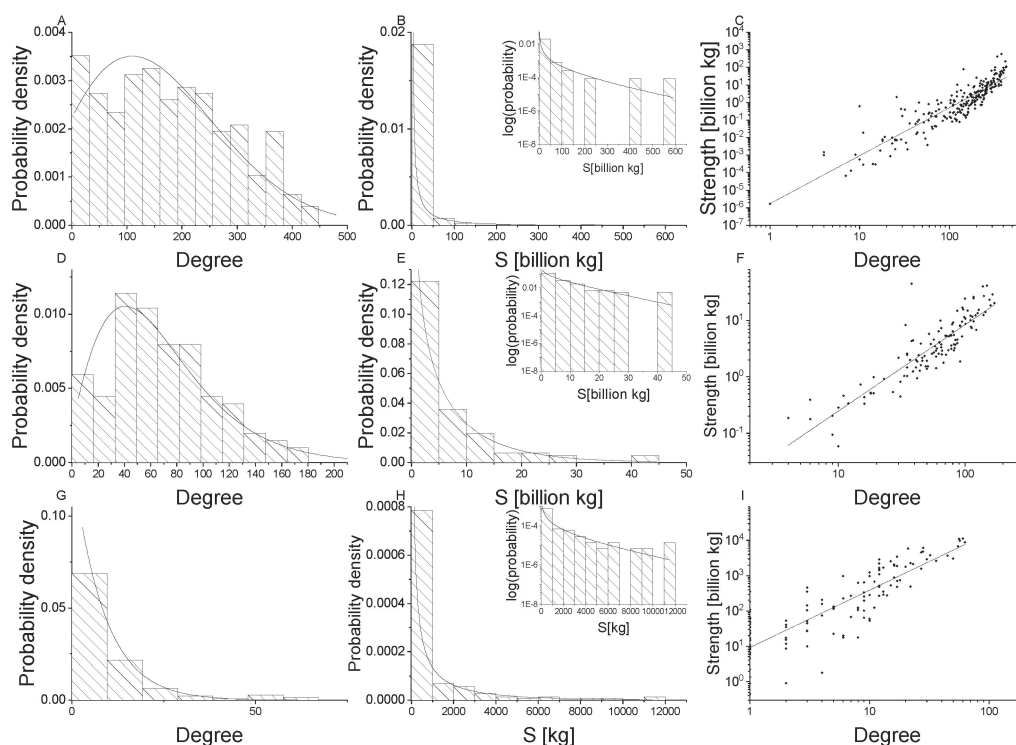 A
Probability density
0.004
0.003
0.002
0.001
0.000
0 100 200 300 400 500
Degree
B
Probability density
0.02
0.01
0.00
0 100 200 300 400 500 600
S [billion kg]
log(probability)
0.01
1E-4
1E-6
1E-8
0 100 200 300 400 500 600
S[billion kg]
C
Strength [billion kg]
10^6
10^5
10^4
10^3
10^2
10^1
10^0
10^-1
10^-2
10^-3
10^-4
10^-5
10^-6
10^-7
1 10 100
Degree
D
Probability density
0.010
0.005
0.000
0 20 40 60 80 100 120 140 160 180 200
Degree
E
Probability density
0.12
0.10
0.08
0.06
0.04
0.02
0.00
0 10 20 30 40 50
S [billion kg]
log(probability)
0.01
1E-4
1E-6
1E-8
0 10 20 30 40 50
S[billion kg]
F
Strength [billion kg]
10^1
10^0
10^-1
10 100
Degree
G
Probability density
0.10
0.05
0.00
0 50
Degree
H
Probability density
0.0008
0.0006
0.0004
0.0002
0.0000
0 2000 4000 6000 8000 10000 12000
S [kg]
log(probability)
1E-4
1E-6
1E-8
0 2000 4000 6000 8000 10000 12000
S[kg]
I
Strength [billion kg]
10^4
10^3
10^2
10^1
10^0
1 10 100
Degree